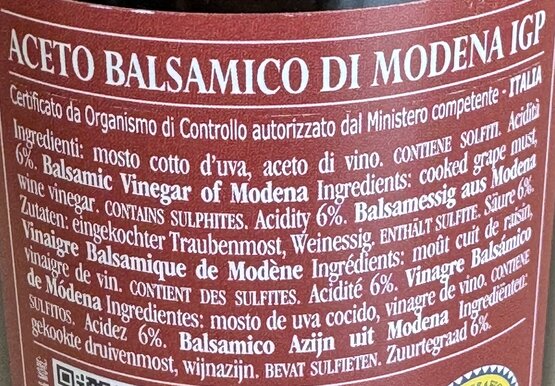 ACETO BALSAMICO DI MODENA IGP
Certificato da Organismo di Controllo autorizzato dal Ministero competente - ITALIA
Ingredienti: mosto cotto d'uva, aceto di vino. CONTIENE SOLFITI. Acidità
6%. Balsamic Vinegar of Modena Ingredients: cooked grape must,
wine vinegar. CONTAINS SULPHITES. Acidity 6%. Balsamessig aus Modena
Zutaten: eingekochter Traubenmost, Weinessig. ENTHÄLT SULFITE. Säure 6%.
Vinaigre Balsamique de Modène Ingrédients: moût cuit de raisin,
vinaigre de vin. CONTIENT DES SULFITES. Acidité 6%. Vinagre Balsámico
de Módena Ingredientes: mosto de uva cocido, vinagre de vino. CONTIENE
SULFITOS. Acidez 6%. Balsamico Azijn uit Modena Ingrediënten:
gekookte druivenmost, wijnazijn. BEVAT SULFIETEN. Zuurtegraad 6%.